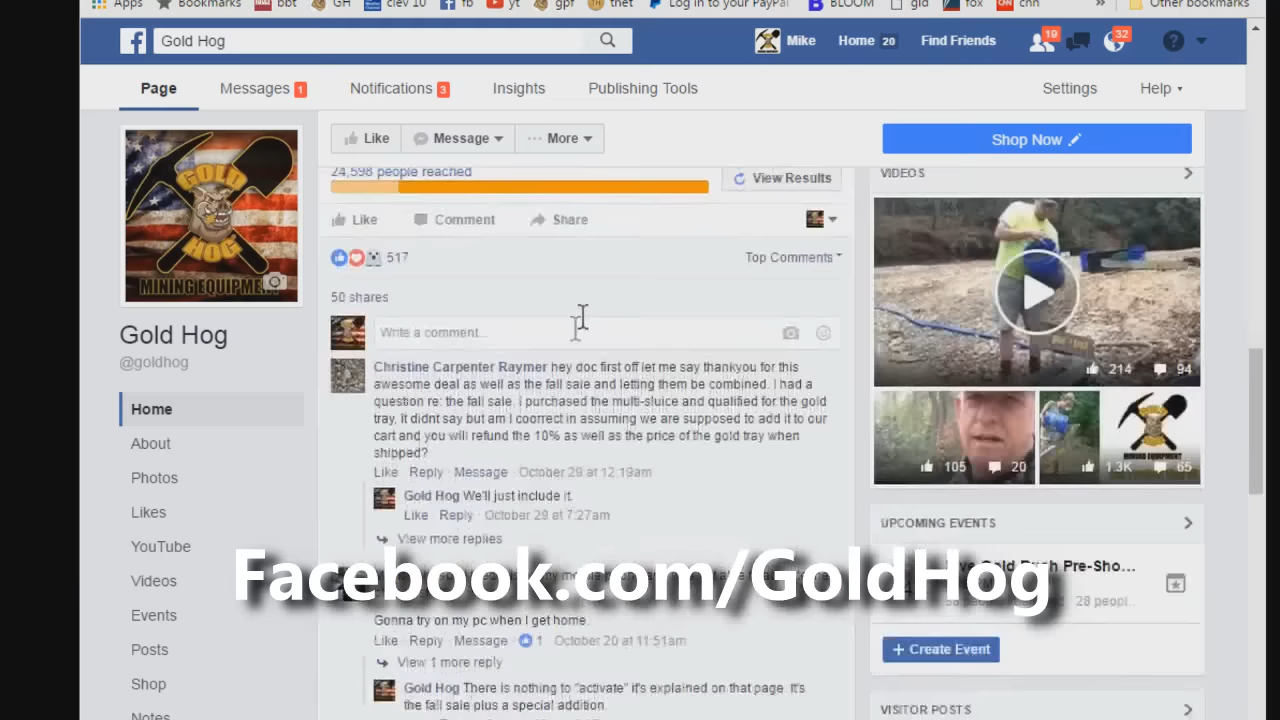 Apps Bookmarks bbt GH clev 10 fb yt gpf thet Log in to your PayPal BLOOM gld fox cnn » Other bookmarks
Gold Hog
Mike Home 20 Find Friends 19 32
Page Messages 1 Notifications 3 Insights Publishing Tools Settings Help
Like Message More Shop Now
24,598 people reached
View Results
VIDEOS
Like Comment Share
517 Top Comments
50 shares
Write a comment...
GOLD
HOG
MINING EQUIPMENT
Gold Hog
@goldhog
Home
About
Photos
Likes
YouTube
Videos
Events
Posts
Shop
Notes
Christine Carpenter Raymer hey doc first off let me say thankyou for this
awesome deal as well as the fall sale and letting them be combined. I had a
question re: the fall sale. I purchased the multi-sluice and qualified for the gold
tray, it didnt say but am I coorrect in assuming we are supposed to add it to our
cart and you will refund the 10% as well as the price of the gold tray when
shipped?
Like Reply Message October 29 at 12:19am
Gold Hog We'll just include it.
Like Reply October 29 at 7:27am
View more replies
Facebook.com/GoldHog
Gonna try on my pc when I get home.
Like Reply Message 1 October 20 at 11:51am
View 1 more reply
Gold Hog There is nothing to "activate" it's explained on that page. It's
the fall sale plus a special addition.
214 94
105 20
1.3K 65
UPCOMING EVENTS
Live Gold Rush Pre-Sho...
28 peopl...
+ Create Event
VISITOR POSTS